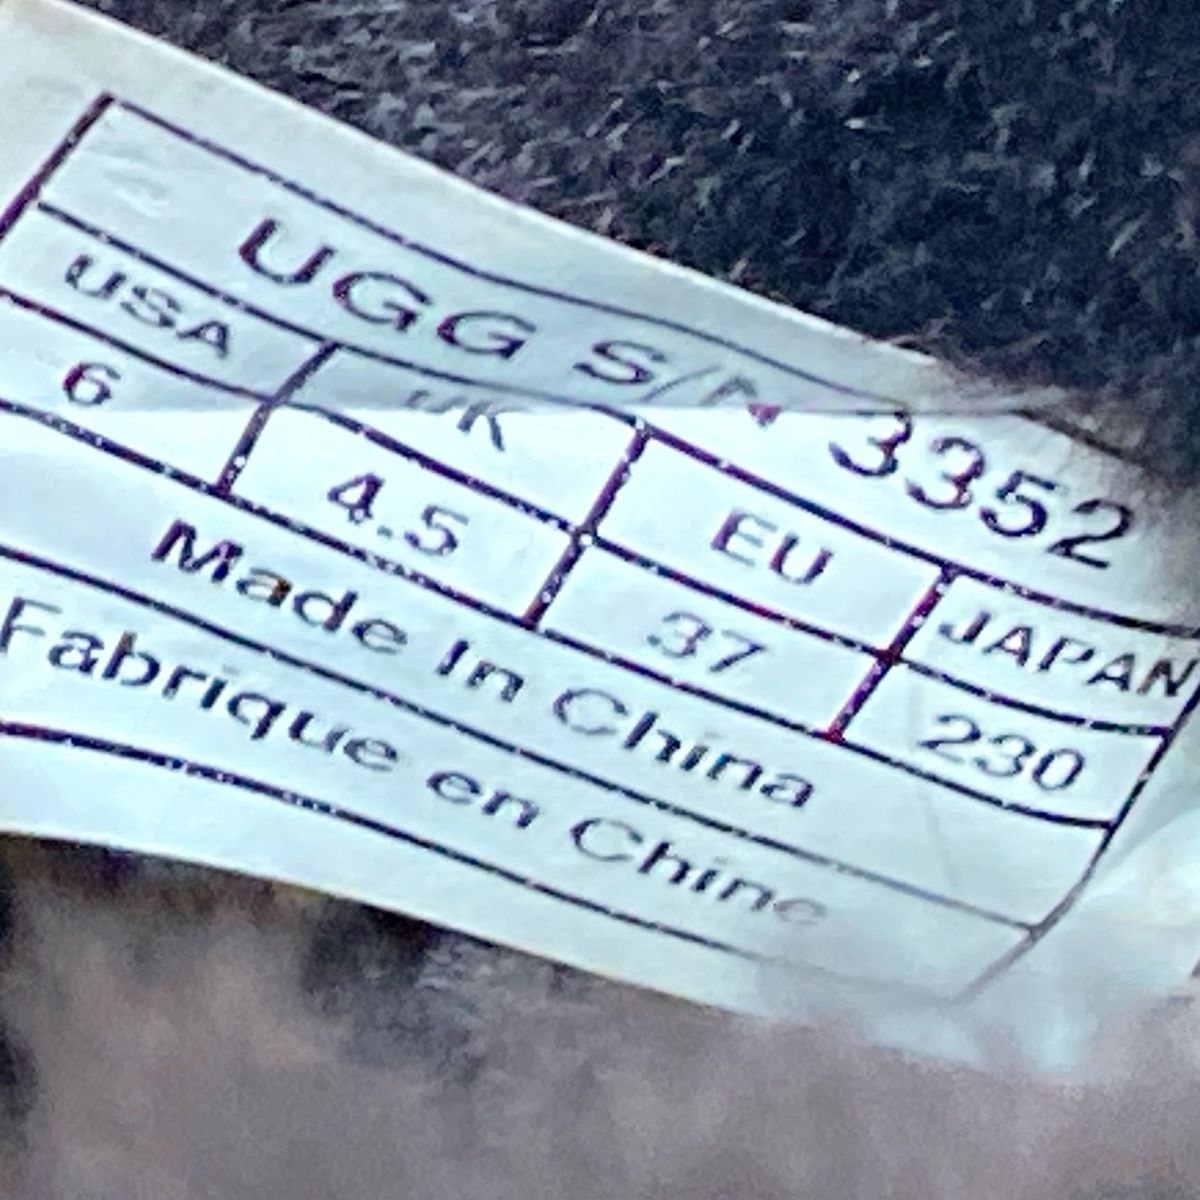 UGG S/N 3352
USA UK EU JAPAN
6 4.5 37 230
Made In China
Fabrique en Chine